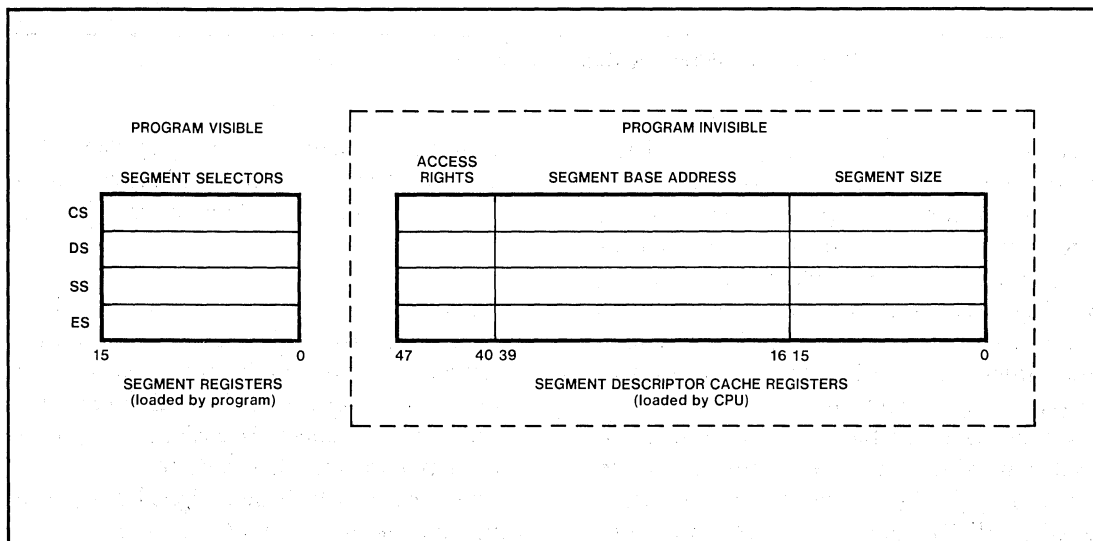 PROGRAM VISIBLE
PROGRAM INVISIBLE
SEGMENT SELECTORS
ACCESS
RIGHTS
SEGMENT BASE ADDRESS
SEGMENT SIZE
CS
DS
SS
ES
15 0
47 40 39 16 15 0
SEGMENT REGISTERS
(loaded by program)
SEGMENT DESCRIPTOR CACHE REGISTERS
(loaded by CPU)